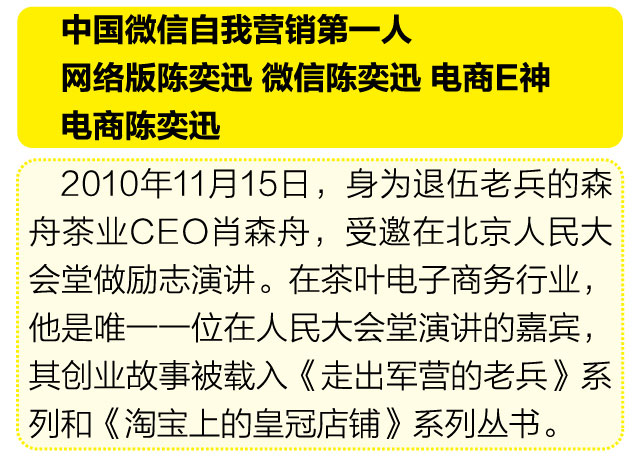 中国微信自我营销第一人
网络版陈奕迅 微信陈奕迅 电商E神
电商陈奕迅
2010年11月15日，身为退伍老兵的森
舟茶业CEO肖森舟，受邀在北京人民大
会堂做励志演讲。在茶叶电子商务行业，
他是唯一一位在人民大会堂演讲的嘉宾，
其创业故事被载入《走出军营的老兵》系
列和《淘宝上的皇冠店铺》系列丛书。